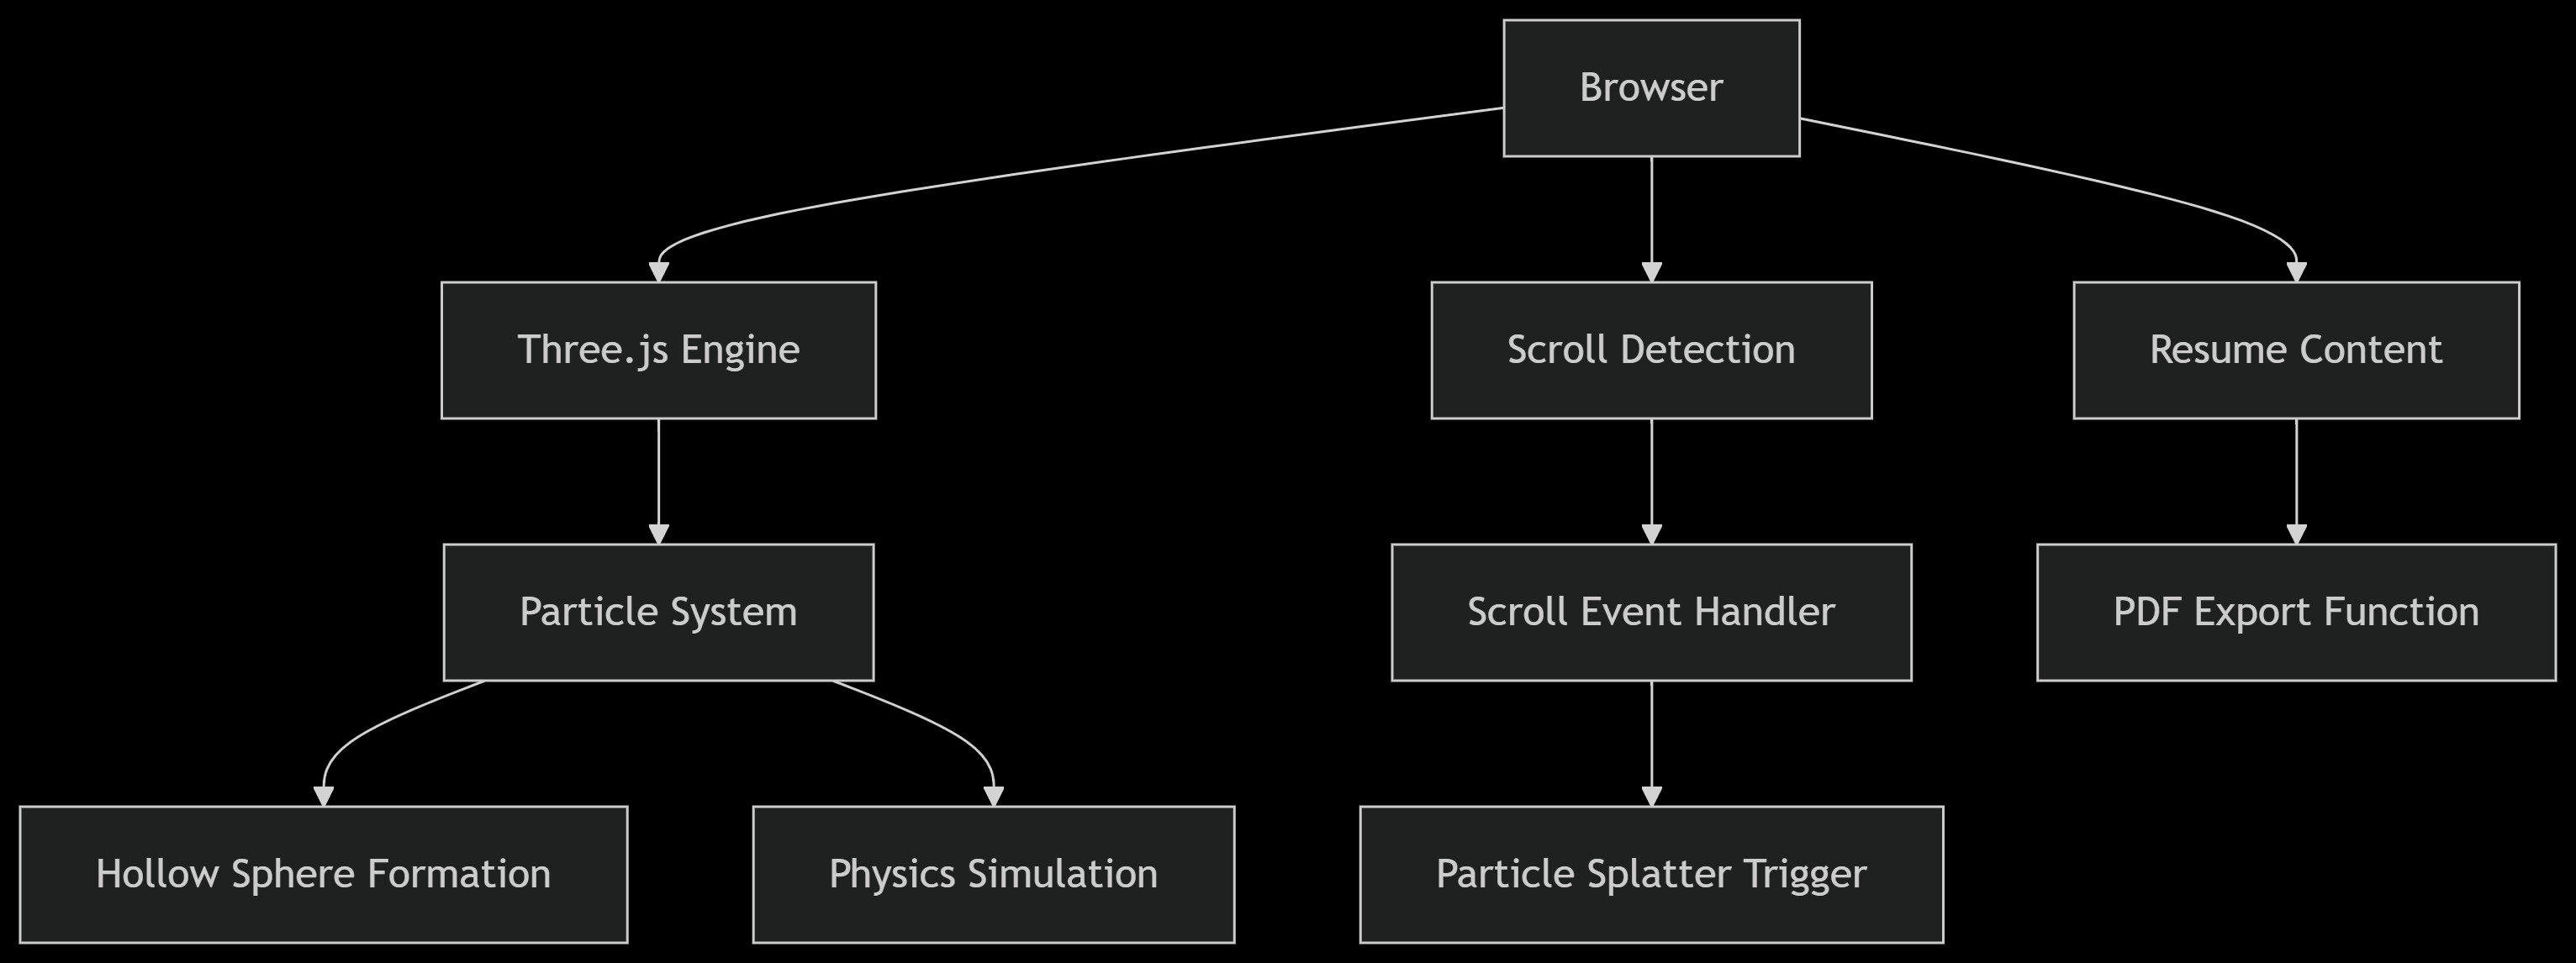 Browser
Three.js Engine
Scroll Detection
Resume Content
Particle System
Scroll Event Handler
PDF Export Function
Hollow Sphere Formation
Physics Simulation
Particle Splatter Trigger